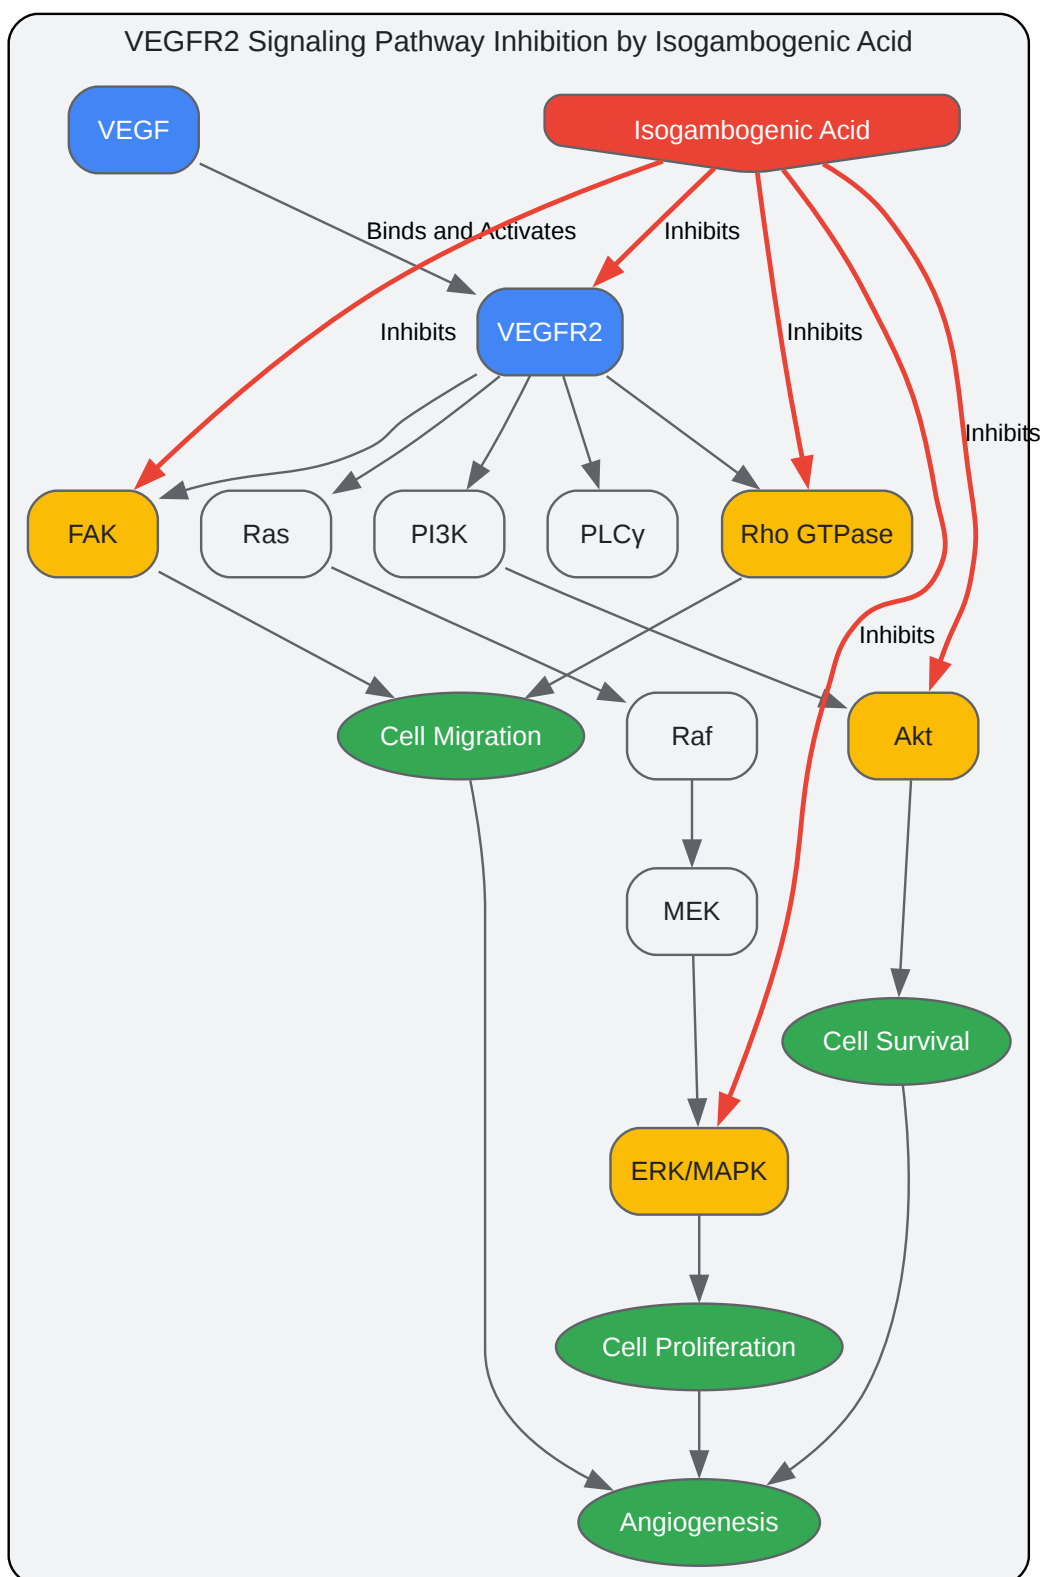 VEGFR2 Signaling Pathway Inhibition by Isogambogenic Acid
VEGF
Isogambogenic Acid
Binds and Activates
Inhibits
Inhibits
VEGFR2
Inhibits
Inhibits
FAK
Ras
PI3K
PLCγ
Rho GTPase
Inhibits
Cell Migration
Raf
Akt
MEK
Cell Survival
ERK/MAPK
Cell Proliferation
Angiogenesis